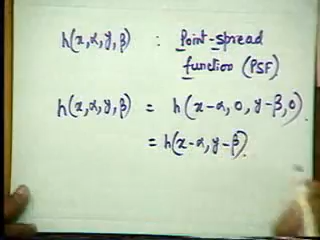 h(x,α,y,β) : Point-spread
function (PSF)
h(x,α,y,β) = h(x-α, 0, y-β, 0).
= h(x-α, y-β).